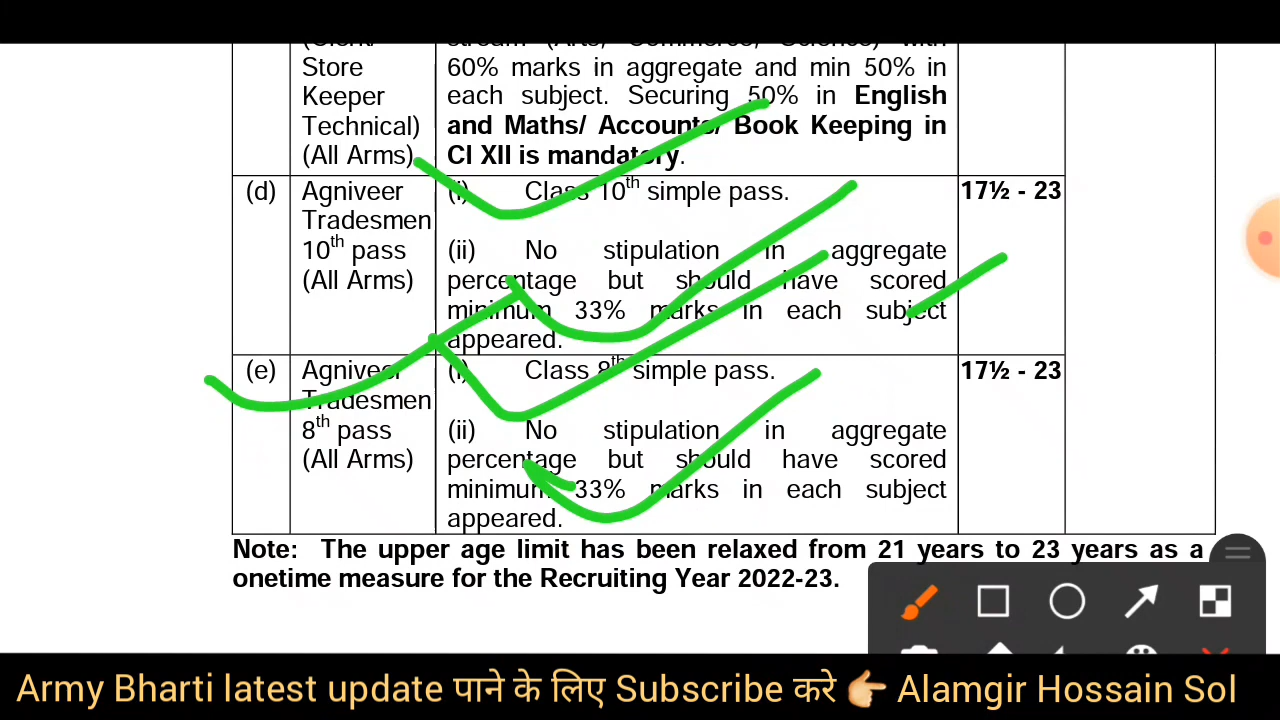 Store
Keeper
Technical)
(All Arms)
60% marks in aggregate and min 50% in
each subject. Securing 50% in English
and Maths/ Accounts/ Book Keeping in
Cl XII is mandatory.
(d)
Agniveer
Tradesmen
10th pass
(All Arms)
(i) Class 10th simple pass.
(ii) No stipulation in aggregate
percentage but should have scored
minimum 33% marks in each subject
appeared.
17½ - 23
(e)
Agniveer
Tradesmen
8th pass
(All Arms)
(i) Class 8th simple pass.
(ii) No stipulation in aggregate
percentage but should have scored
minimum 33% marks in each subject
appeared.
17½ - 23
Note: The upper age limit has been relaxed from 21 years to 23 years as a
onetime measure for the Recruiting Year 2022-23.
Army Bharti latest update पाने के लिए Subscribe करे 👉 Alamgir Hossain Sol